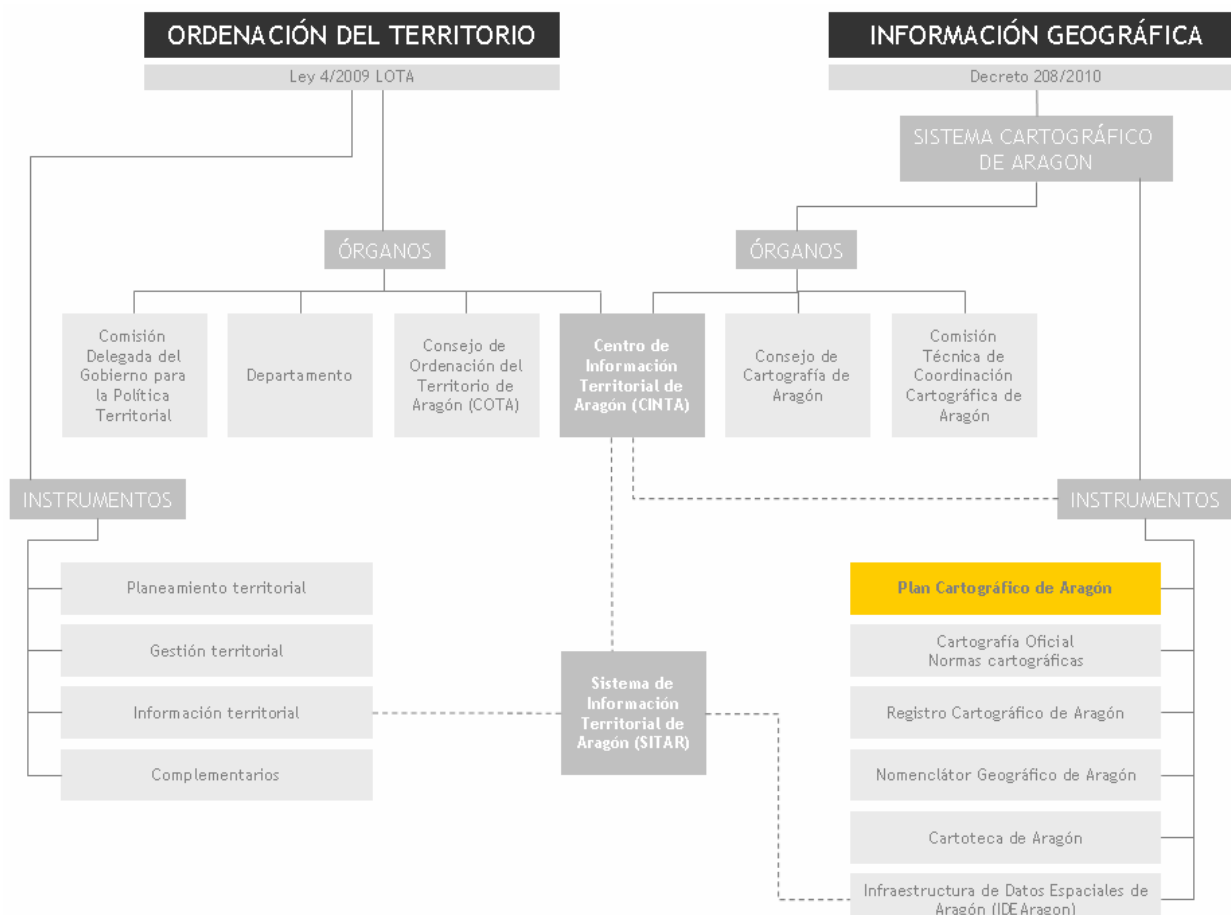 ORDENACIÓN DEL TERRITORIO
Ley 4/2009 LOTA
INFORMACIÓN GEOGRÁFICA
Decreto 208/2010
SISTEMA CARTOGRÁFICO
DE ARAGON
ÓRGANOS
ÓRGANOS
Comisión
Delegada del
Gobierno para
la Política
Territorial
Departamento
Consejo de
Ordenación del
Territorio de
Aragón (COTA)
Centro de
Información
Territorial de
Aragón (CINTA)
Consejo de
Cartografía de
Aragón
Comisión
Técnica de
Coordinación
Cartográfica de
Aragón
INSTRUMENTOS
INSTRUMENTOS
Planeamiento territorial
Gestión territorial
Información territorial
Complementarios
Sistema de
Información
Territorial de
Aragón (SITAR)
Plan Cartográfico de Aragón
Cartografía Oficial
Normas cartográficas
Registro Cartográfico de Aragón
Nomenclátor Geográfico de Aragón
Cartoteca de Aragón
Infraestructura de Datos Espaciales de
Aragón (IDEAragon)